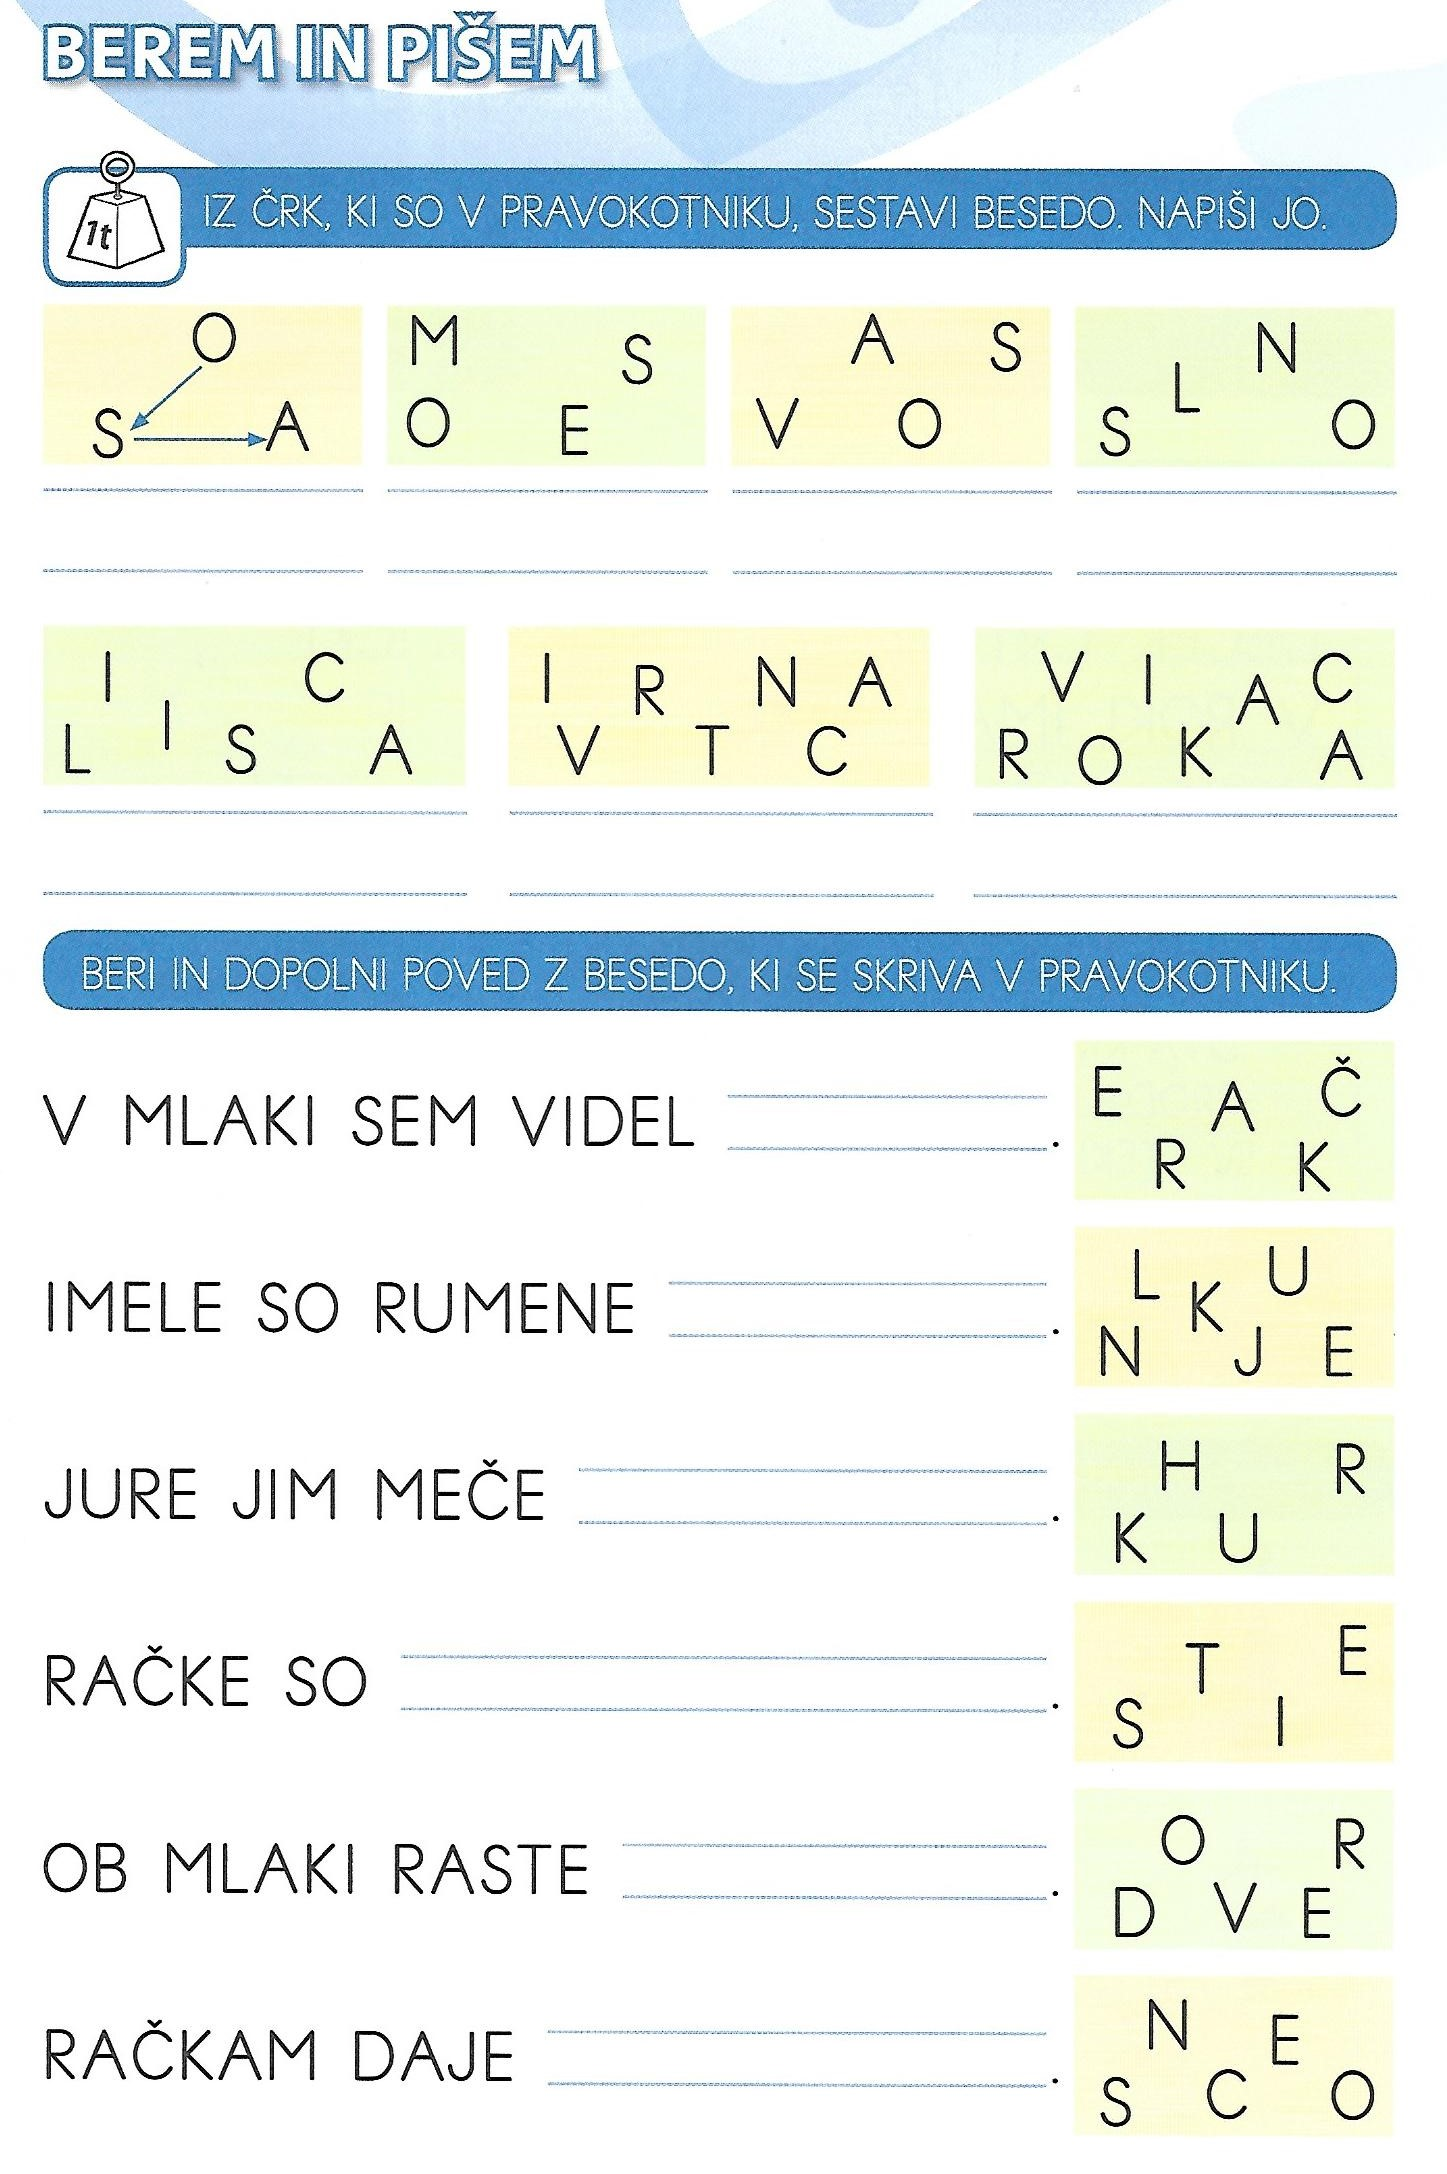 BEREM IN PIŠEM
1t
IZ ČRK, KI SO V PRAVOKOTNIKU, SESTAVI BESEDO. NAPIŠI JO.
O
S A
M S
O E
A S
V O
N
L
S O
I C
I
L S A
I R N A
V T C
V I A C
R O K A
BERI IN DOPOLNI POVED Z BESEDO, KI SE SKRIVA V PRAVOKOTNIKU.
V MLAKI SEM VIDEL .
E A Č
R K
IMELE SO RUMENE .
L K U
N J E
JURE JIM MEČE .
H R
K U
RAČKE SO .
T E
S I
OB MLAKI RASTE .
O R
D V E
RAČKAM DAJE .
N E
S C O